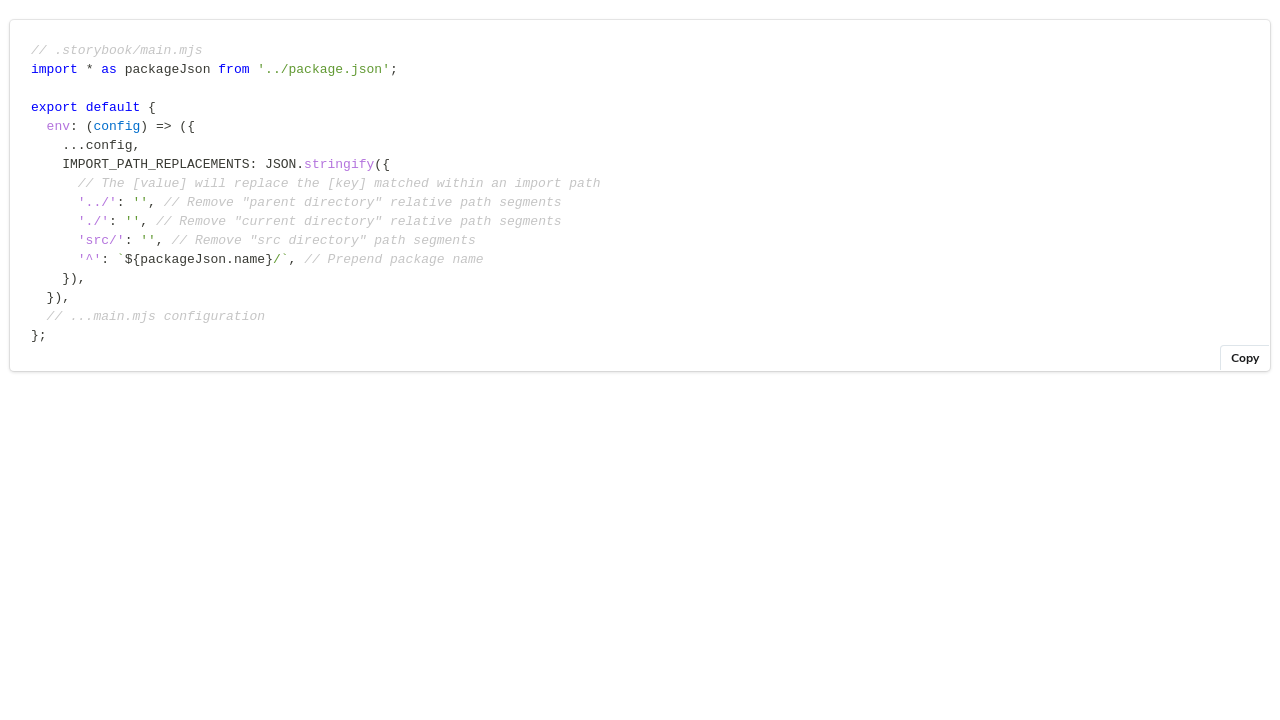 // .storybook/main.mjs
import * as packageJson from '../package.json';

export default {
  env: (config) => ({
    ...config,
    IMPORT_PATH_REPLACEMENTS: JSON.stringify({
      // The [value] will replace the [key] matched within an import path
      '../': '', // Remove "parent directory" relative path segments
      './': '', // Remove "current directory" relative path segments
      'src/': '', // Remove "src directory" path segments
      '^': `${packageJson.name}/`, // Prepend package name
    }),
  }),
  // ...main.mjs configuration
};
Copy